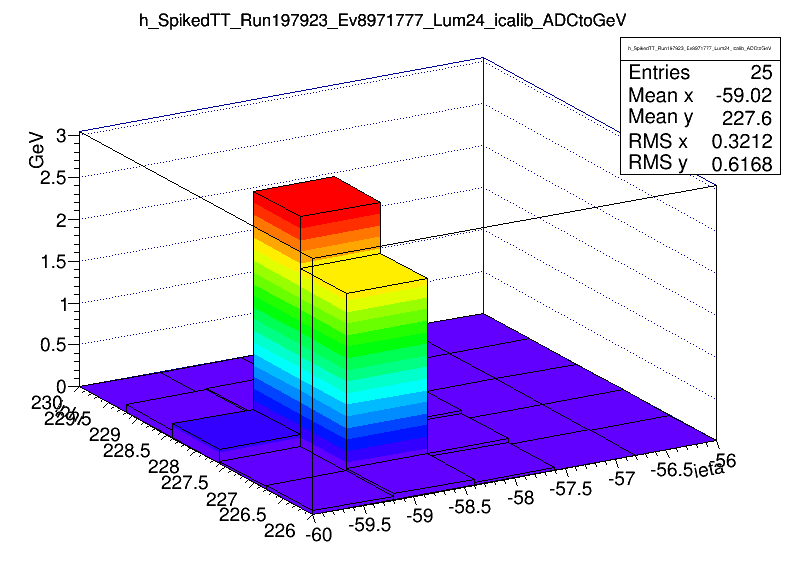 h_SpikedTT_Run197923_Ev8971777_Lum24_icalib_ADCtoGeV
h_SpikedTT_Run197923_Ev8971777_Lum24_icalib_ADCtoGeV
Entries 25
Mean x -59.02
Mean y 227.6
RMS x 0.3212
RMS y 0.6168
GeV
3
2.5
2
1.5
1
0.5
0
230
229.5
229
228.5
228
227.5
227
226.5
226
-60
-59.5
-59
-58.5
-58
-57.5
-57
-56.5
-56
ieta